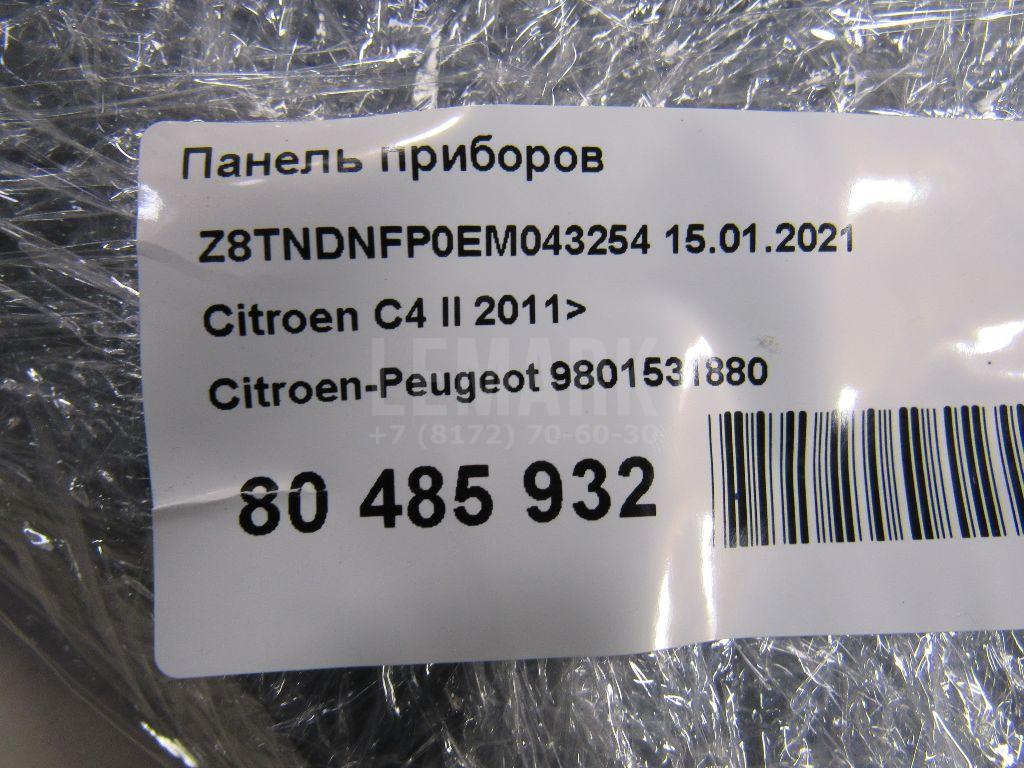 Панель приборов
Z8TNDNFP0EM043254 15.01.2021
Citroen C4 II 2011>
LEMARK
Citroen-Peugeot 9801531880
+7 (8172) 70-60-30
80 485 932